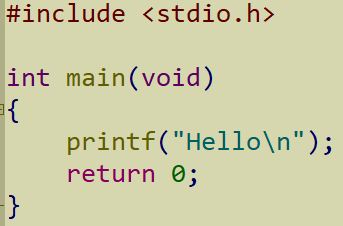 #include <stdio.h>

int main(void)
{
    printf("Hello\n");
    return 0;
}